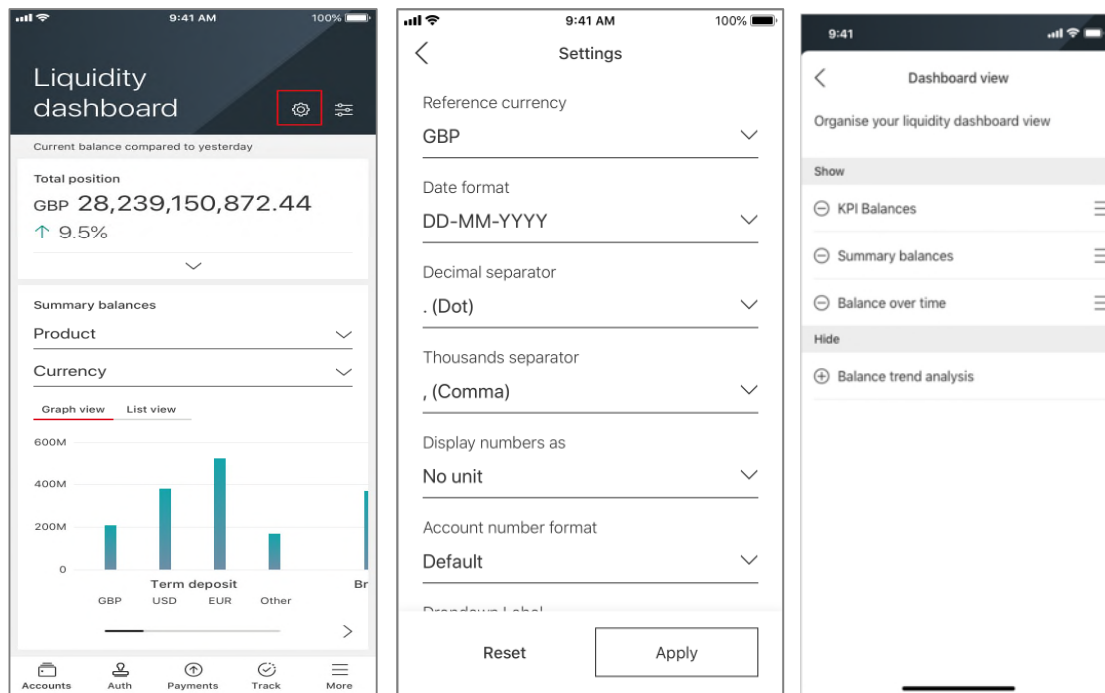 9:41 AM
100%
Liquidity
dashboard
Current balance compared to yesterday
Total position
GBP 28,239,150,872.44
↑ 9.5%
Summary balances
Product
Currency
Graph view List view
600M
400M
200M
0
Term deposit
Br
GBP USD EUR Other
Accounts Auth Payments Track More
9:41 AM
100%
Settings
Reference currency
GBP
Date format
DD-MM-YYYY
Decimal separator
. (Dot)
Thousands separator
, (Comma)
Display numbers as
No unit
Account number format
Default
Dropdown Label
Reset
Apply
9:41
Dashboard view
Organise your liquidity dashboard view
Show
KPI Balances
Summary balances
Balance over time
Hide
Balance trend analysis